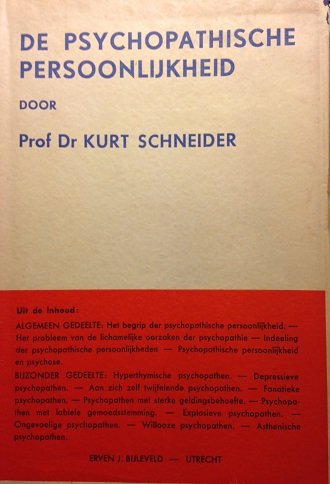 DE PSYCHOPATHISCHE
PERSOONLIJKHEID
DOOR
Prof Dr KURT SCHNEIDER
Uit de Inhoud:
ALGEMEEN GEDEELTE: Het begrip der psychopathische persoonlijkheid. —
Het probleem van de lichamelijke oorzaken der psychopathie — Indeeling
der psychopathische persoonlijkheden — Psychopathische persoonlijkheid
en psychose.
BIJZONDER GEDEELTE: Hyperthymische psychopathen. — Depressieve
psychopathen. — Aan zich zelf twijfelende psychopathen. — Fanatieke
psychopathen. — Psychopathen met sterke geldingsbehoefte. — Psychopa-
then met labiele gemoedsstemming. — Explosieve psychopathen. —
Ongevoelige psychopathen. — Willooze psychopathen. — Asthenische
psychopathen.
ERVEN J. BIJLEVELD — UTRECHT